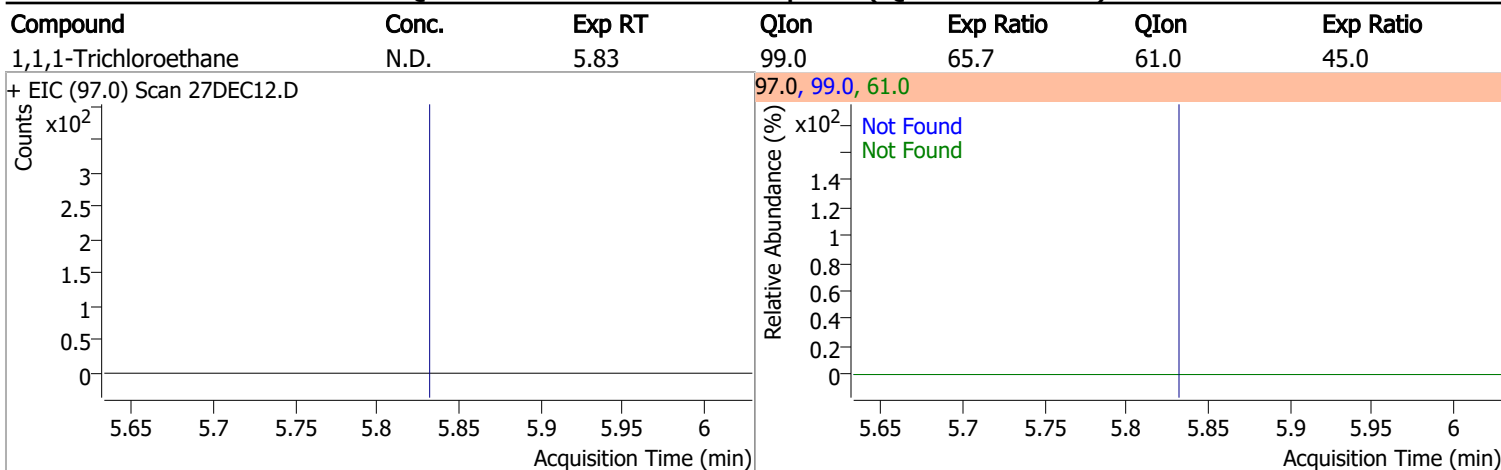 Compound Conc. Exp RT QIon Exp Ratio QIon Exp Ratio
1,1,1-Trichloroethane N.D. 5.83 99.0 65.7 61.0 45.0
+ EIC (97.0) Scan 27DEC12.D
Counts
x10²
3
2.5
2
1.5
1
0.5
0
5.65 5.7 5.75 5.8 5.85 5.9 5.95 6
Acquisition Time (min)
97.0, 99.0, 61.0
Relative Abundance (%)
x10²
Not Found
Not Found
1.4
1.2
1
0.8
0.6
0.4
0.2
0
5.65 5.7 5.75 5.8 5.85 5.9 5.95 6
Acquisition Time (min)